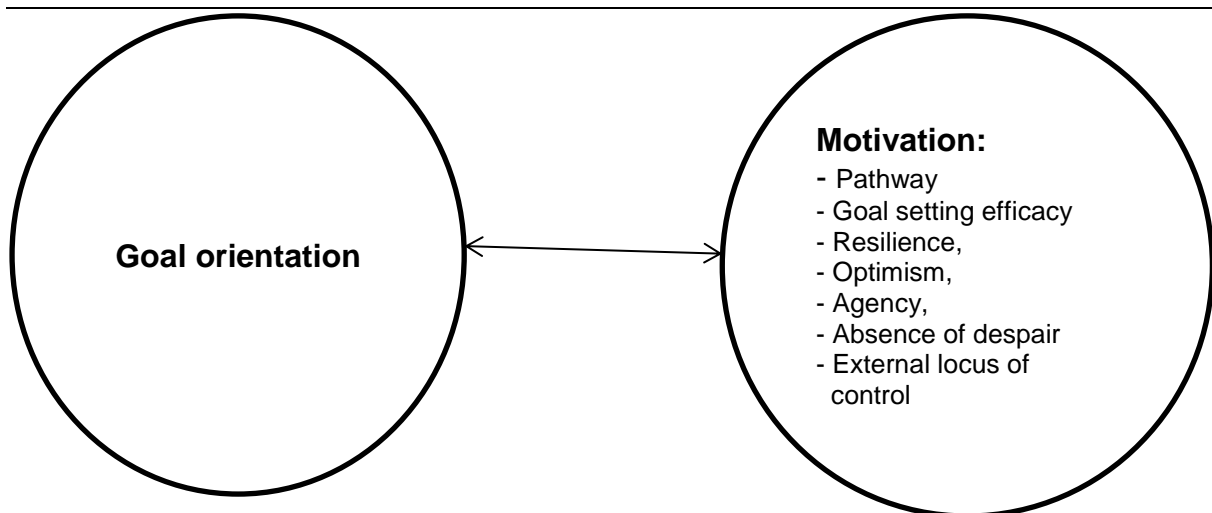 Goal orientation
Motivation:
- Pathway
- Goal setting efficacy
- Resilience,
- Optimism,
- Agency,
- Absence of despair
- External locus of
control